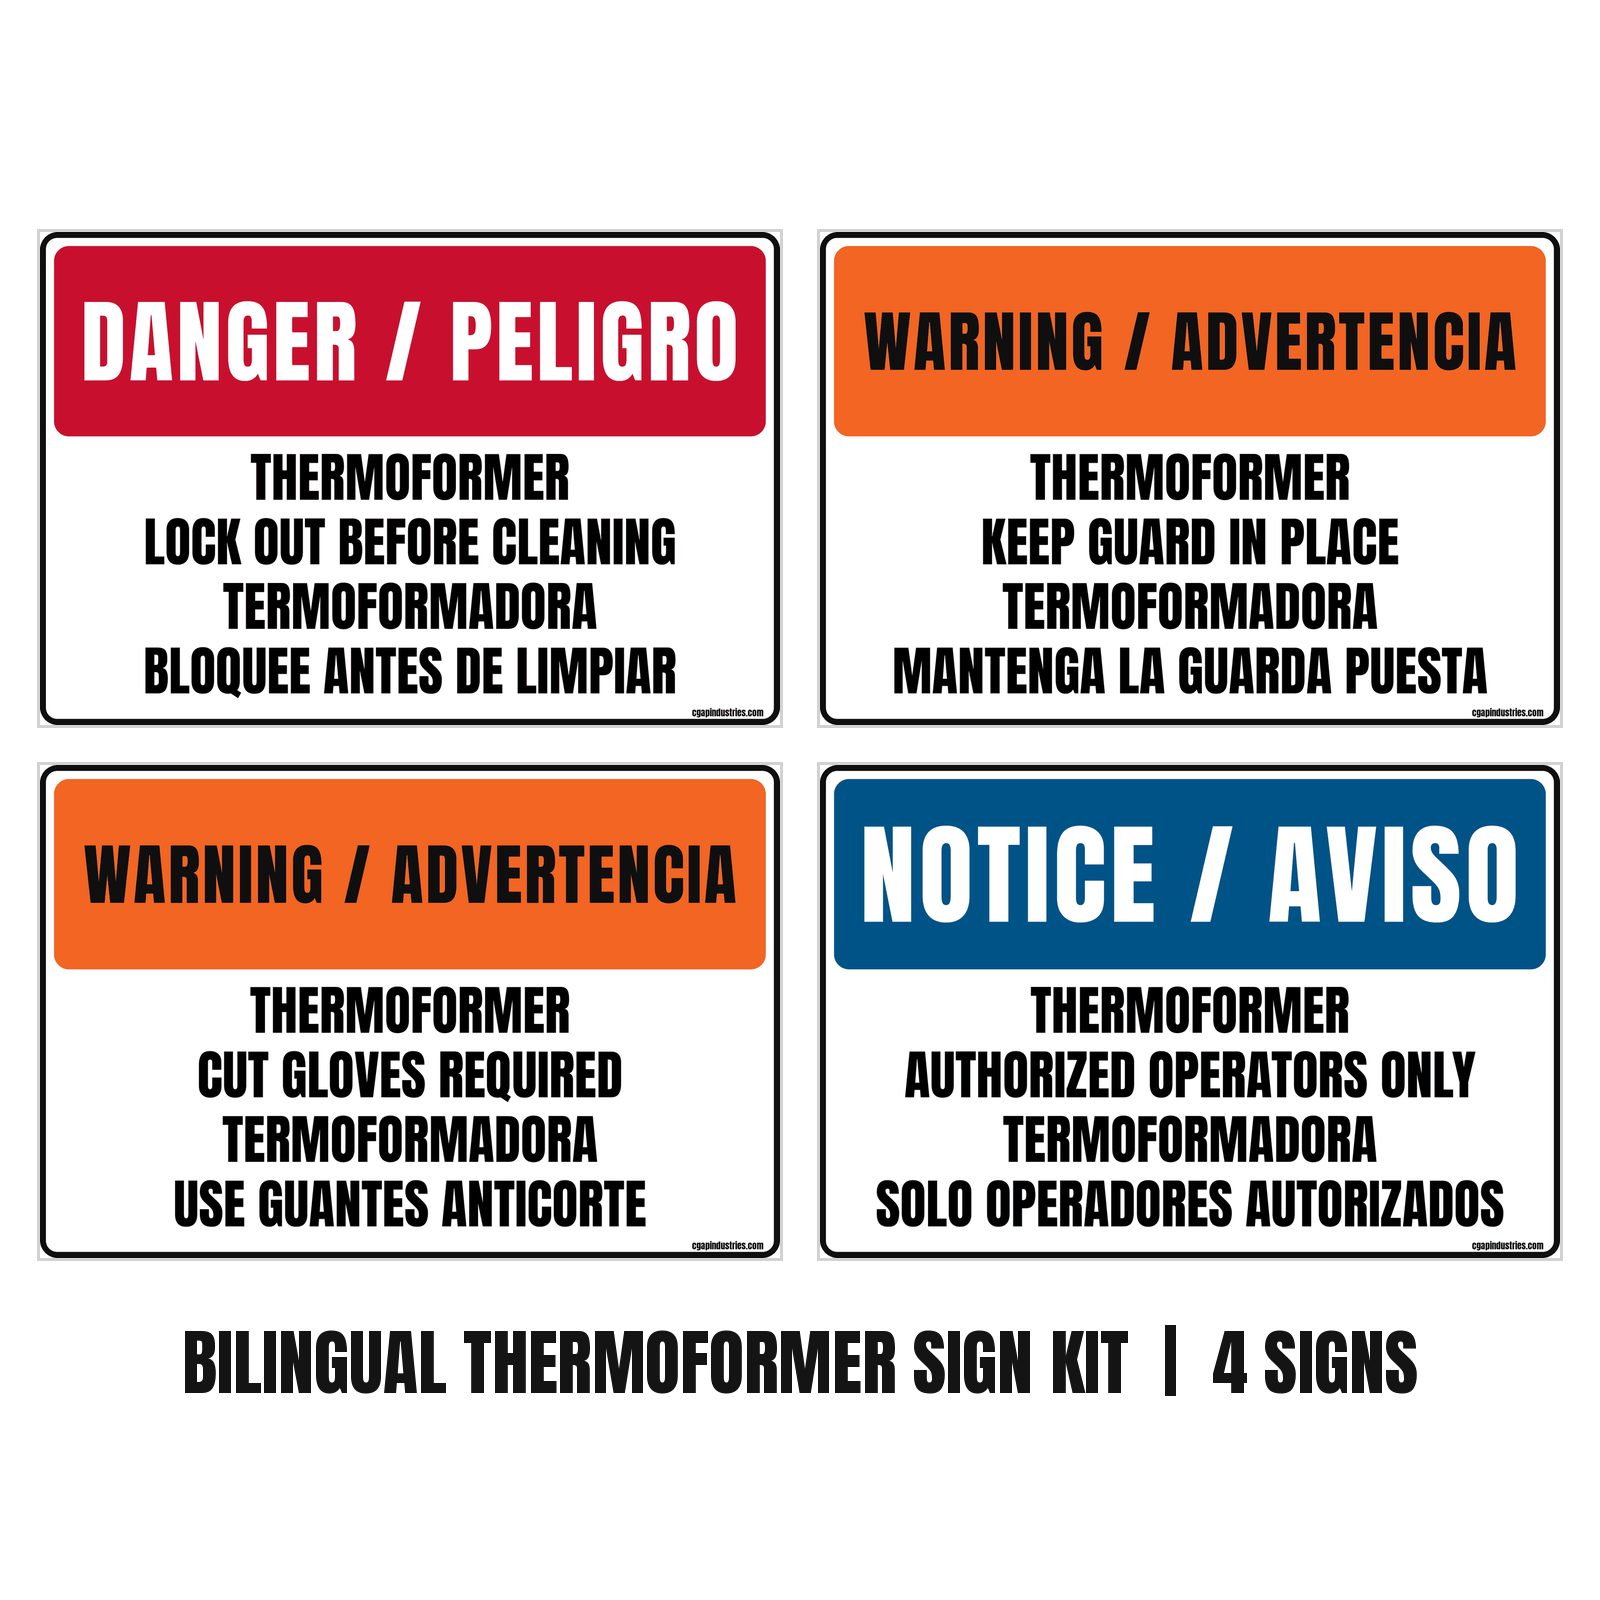 DANGER / PELIGRO
THERMOFORMER
LOCK OUT BEFORE CLEANING
TERMOFORMADORA
BLOQUEE ANTES DE LIMPIAR
cgapindustries.com
WARNING / ADVERTENCIA
THERMOFORMER
KEEP GUARD IN PLACE
TERMOFORMADORA
MANTENGA LA GUARDA PUESTA
cgapindustries.com
WARNING / ADVERTENCIA
THERMOFORMER
CUT GLOVES REQUIRED
TERMOFORMADORA
USE GUANTES ANTICORTE
cgapindustries.com
NOTICE / AVISO
THERMOFORMER
AUTHORIZED OPERATORS ONLY
TERMOFORMADORA
SOLO OPERADORES AUTORIZADOS
cgapindustries.com
BILINGUAL THERMOFORMER SIGN KIT | 4 SIGNS